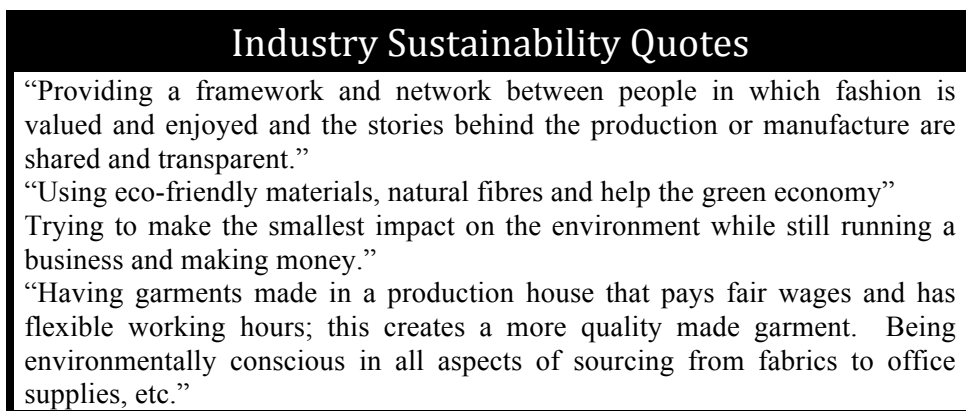 Industry Sustainability Quotes
“Providing a framework and network between people in which fashion is
valued and enjoyed and the stories behind the production or manufacture are
shared and transparent.”
“Using eco-friendly materials, natural fibres and help the green economy”
Trying to make the smallest impact on the environment while still running a
business and making money.”
“Having garments made in a production house that pays fair wages and has
flexible working hours; this creates a more quality made garment.  Being
environmentally conscious in all aspects of sourcing from fabrics to office
supplies, etc.”